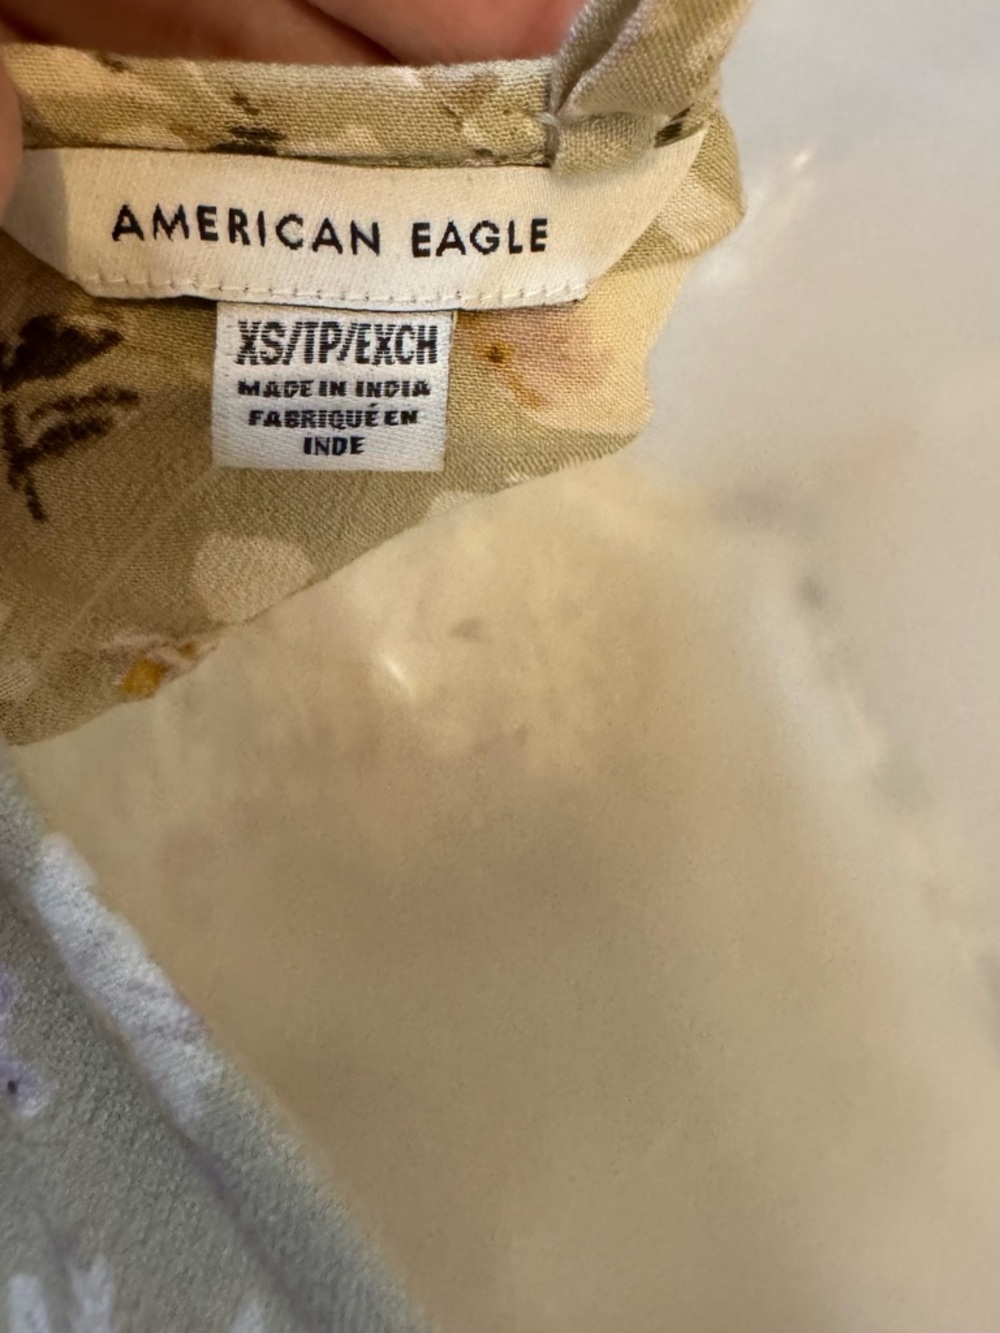 AMERICAN EAGLE
XS/TP/EXCH
MADE IN INDIA
FABRIQUÉ EN
INDE